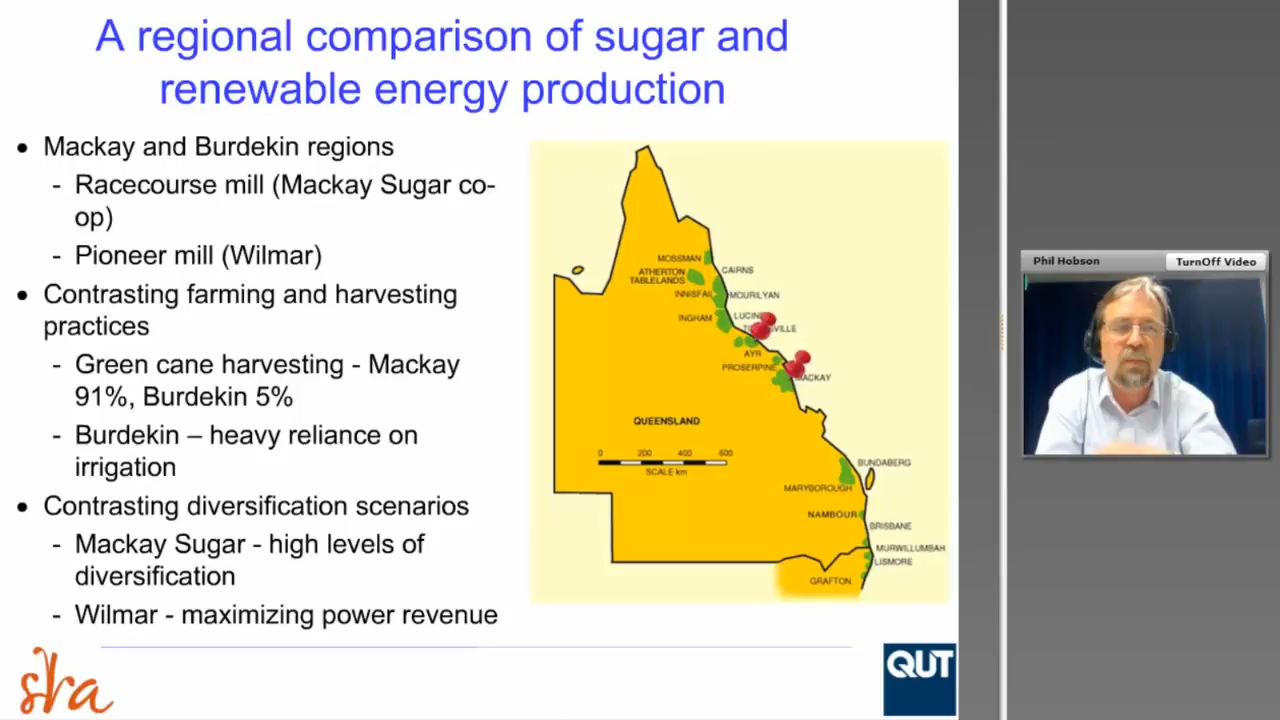 A regional comparison of sugar and
renewable energy production
• Mackay and Burdekin regions
- Racecourse mill (Mackay Sugar co-
op)
- Pioneer mill (Wilmar)
• Contrasting farming and harvesting
practices
- Green cane harvesting - Mackay
91%, Burdekin 5%
- Burdekin – heavy reliance on
irrigation
• Contrasting diversification scenarios
- Mackay Sugar - high levels of
diversification
- Wilmar - maximizing power revenue
MOSSMAN
CAIRNS
ATHERTON
TABLELANDS
INNISFAI
MOURILYAN
INGHAM
LUCIN
VILLE
AYR
PROSERPINE
MACKAY
QUEENSLAND
0 200 400 600
SCALE km
BUNDABERG
MARYBOROUGH
NAMBOUR
BRISBANE
MURWILLUMBAH
LISMORE
GRAFTON
sra
QUT
Phil Hobson
TurnOff Video